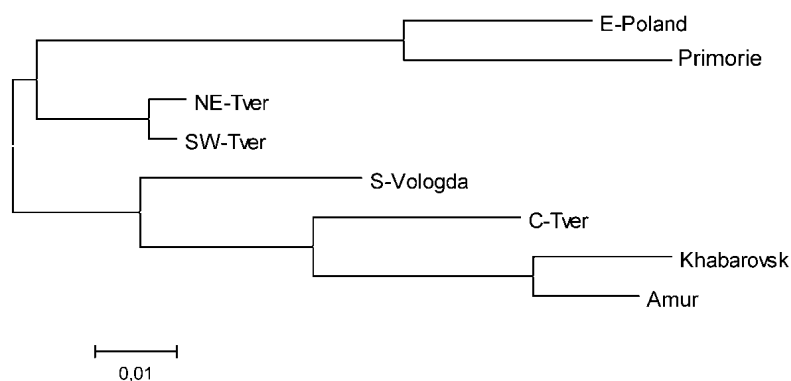 E-Poland
Primorie
NE-Tver
SW-Tver
S-Vologda
C-Tver
Khabarovsk
Amur
0,01